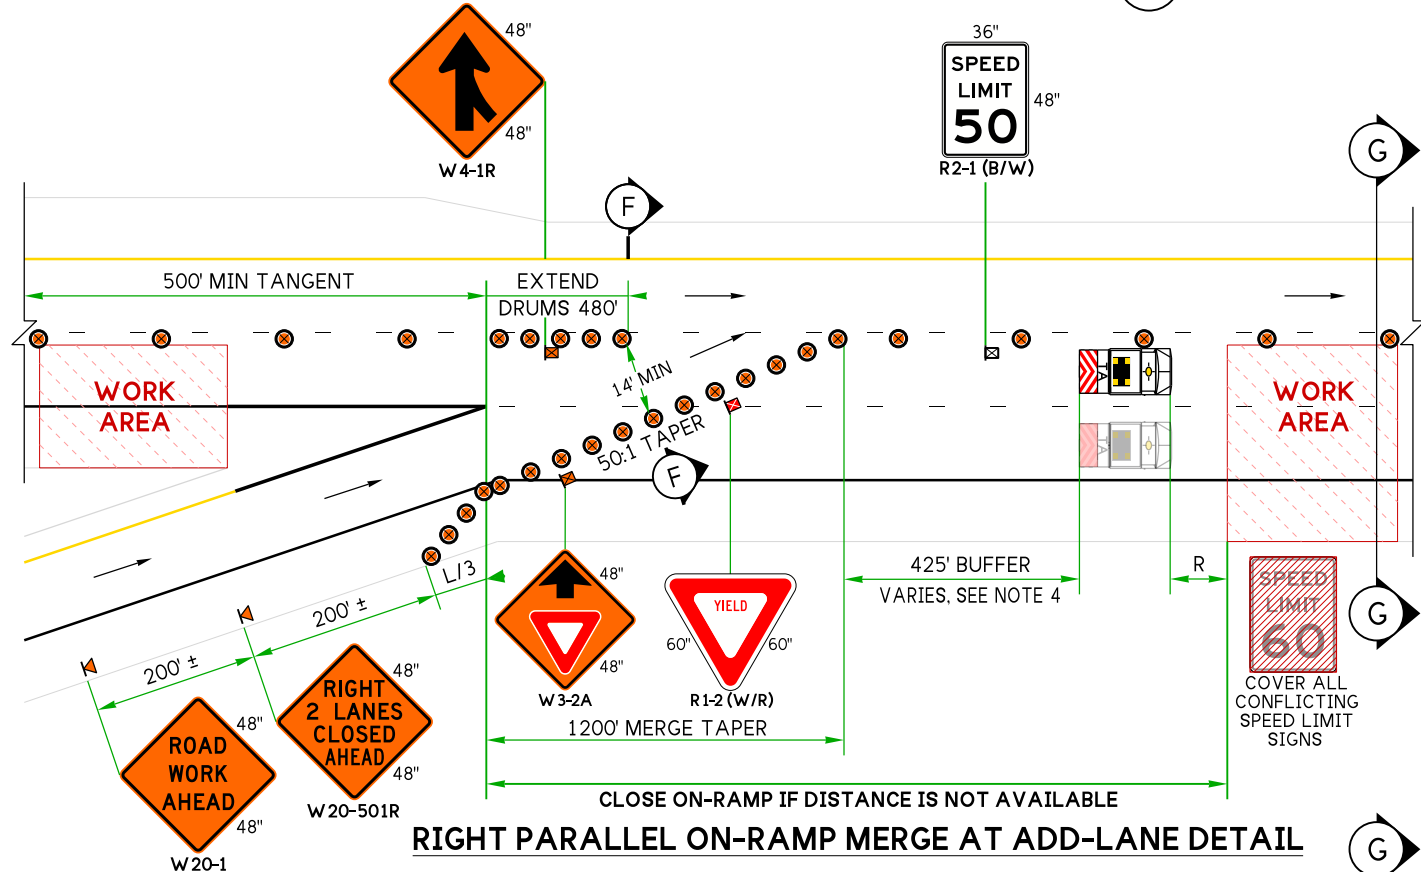 48"
48"
W4-1R
36"
SPEED
LIMIT
50
48"
R2-1 (B/W)
G
F
500' MIN TANGENT
EXTEND
DRUMS 480'
WORK
AREA
14' MIN
50:1 TAPER
F
WORK
AREA
L/3
200' ±
200' ±
48"
48"
W3-2A
YIELD
60"
60"
R1-2 (W/R)
425' BUFFER
VARIES, SEE NOTE 4
R
SPEED
LIMIT
60
COVER ALL
CONFLICTING
SPEED LIMIT
SIGNS
G
RIGHT
2 LANES
CLOSED
AHEAD
48"
48"
W20-501R
ROAD
WORK
AHEAD
48"
48"
W20-1
1200' MERGE TAPER
CLOSE ON-RAMP IF DISTANCE IS NOT AVAILABLE
RIGHT PARALLEL ON-RAMP MERGE AT ADD-LANE DETAIL
G